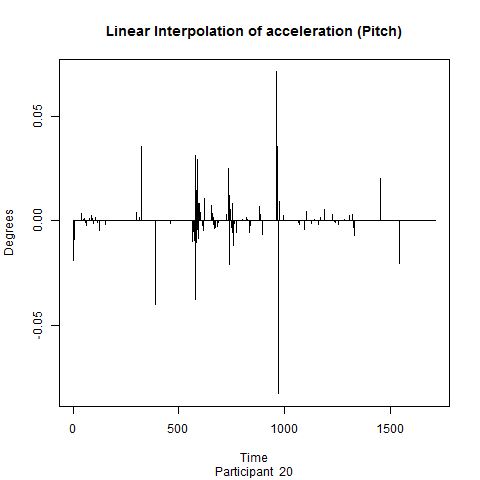 Linear Interpolation of acceleration (Pitch)
Degrees
0.05
0.00
-0.05
0
500
1000
1500
Time
Participant 20